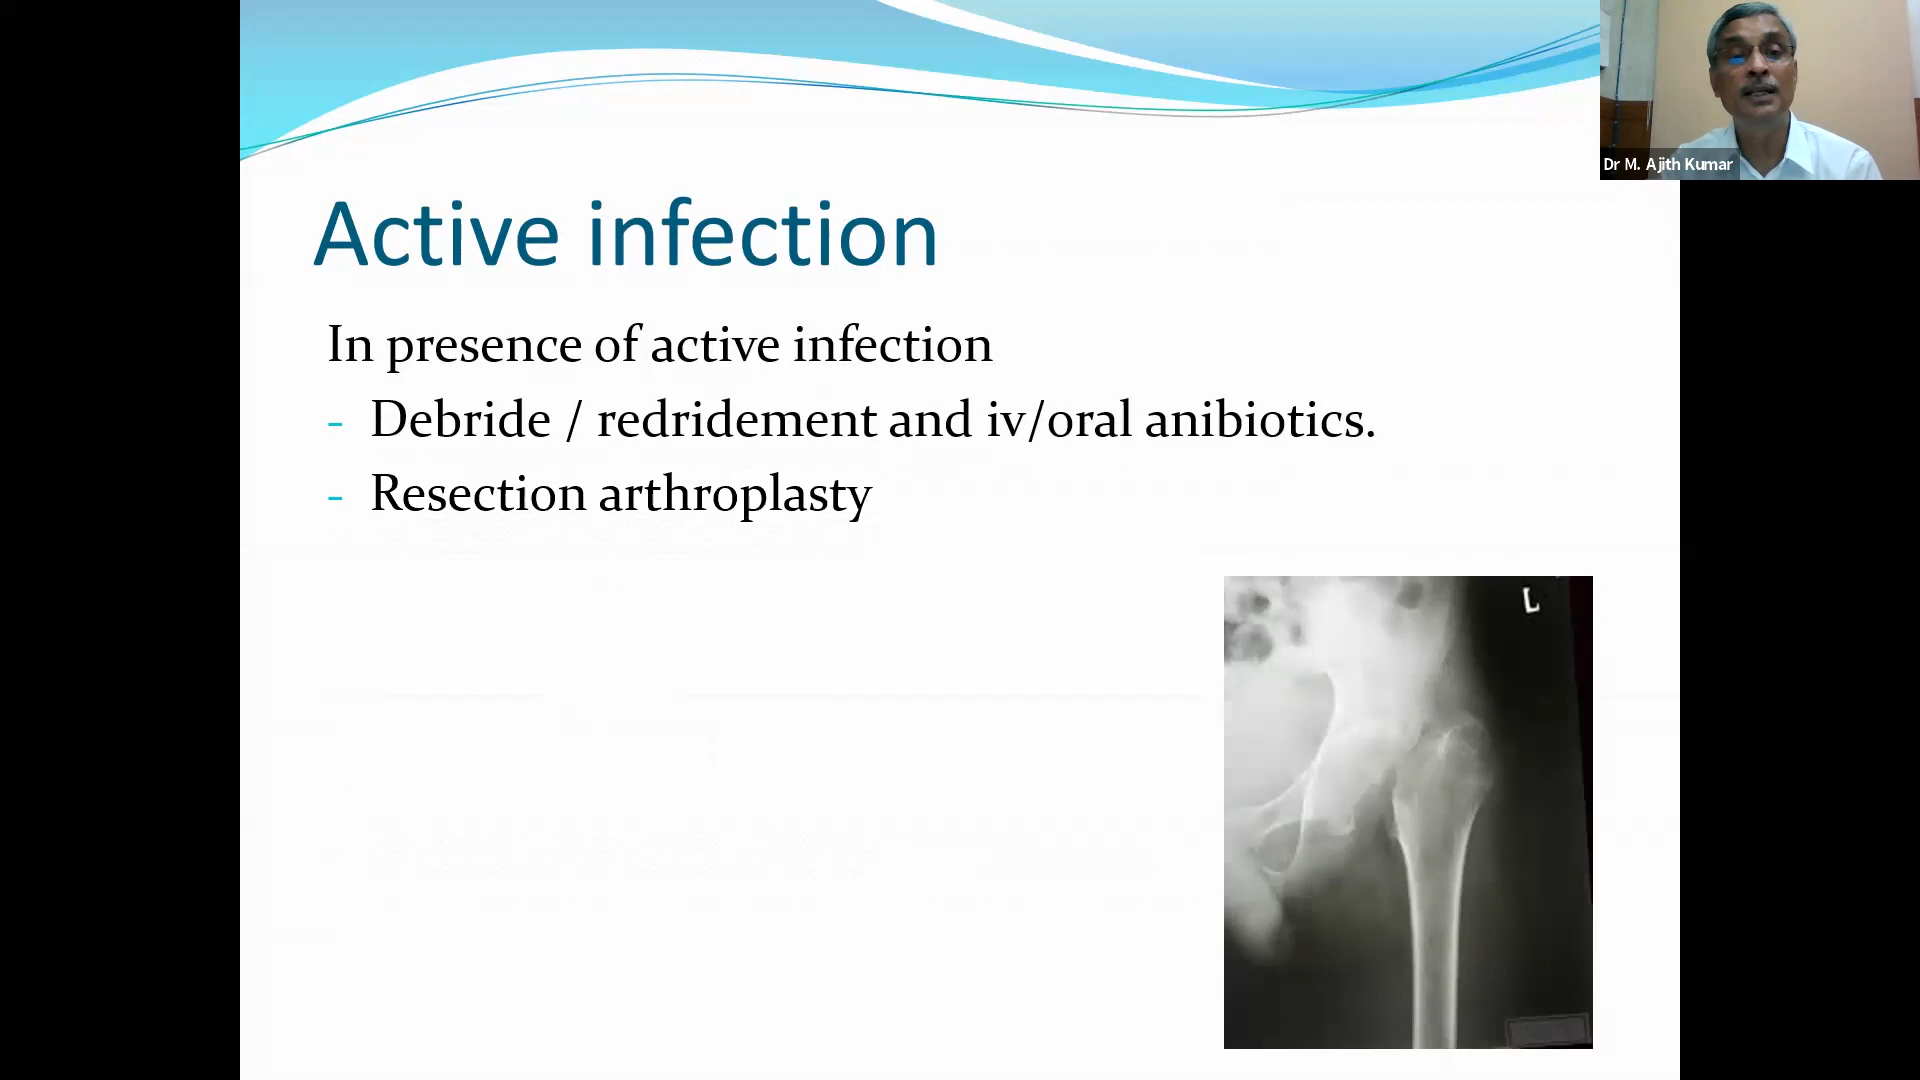 Dr M. Ajith Kumar
Active infection
In presence of active infection
- Debride / redridement and iv/oral anibiotics.
- Resection arthroplasty
L